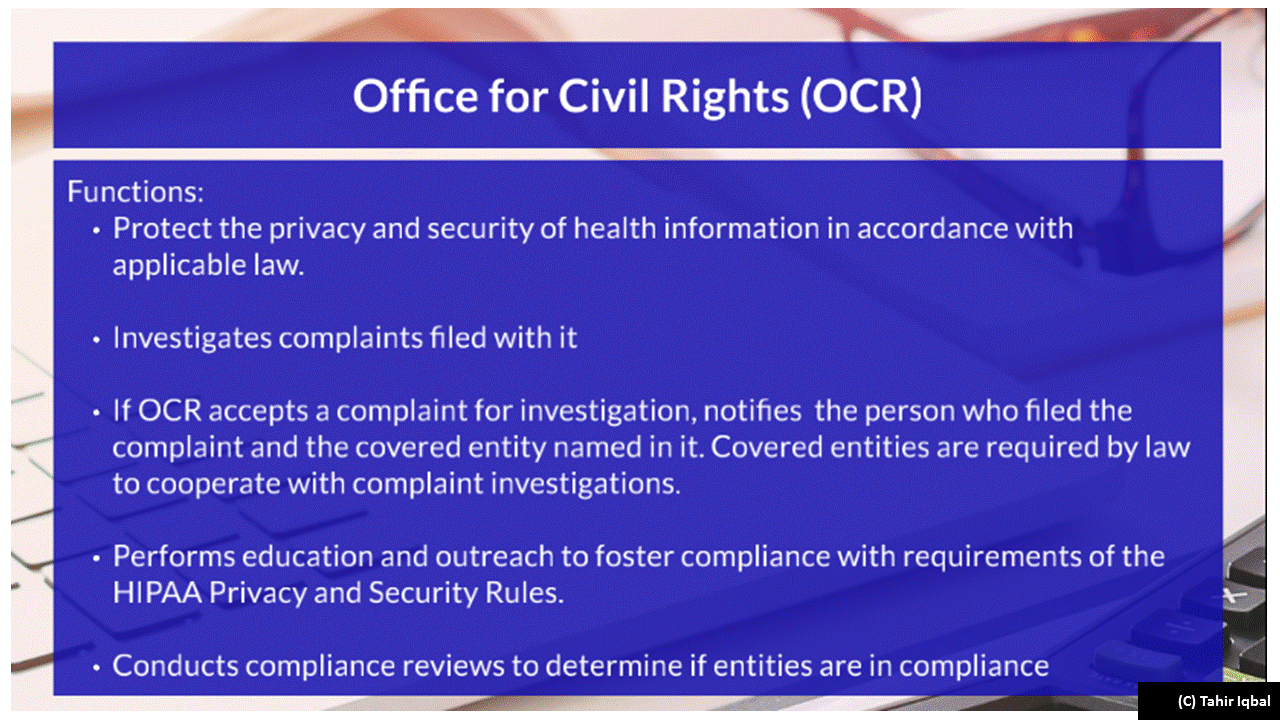 Office for Civil Rights (OCR)
Functions:
• Protect the privacy and security of health information in accordance with
applicable law.
• Investigates complaints filed with it
• If OCR accepts a complaint for investigation, notifies  the person who filed the
complaint and the covered entity named in it. Covered entities are required by law
to cooperate with complaint investigations.
• Performs education and outreach to foster compliance with requirements of the
HIPAA Privacy and Security Rules.
• Conducts compliance reviews to determine if entities are in compliance
(C) Tahir Iqbal